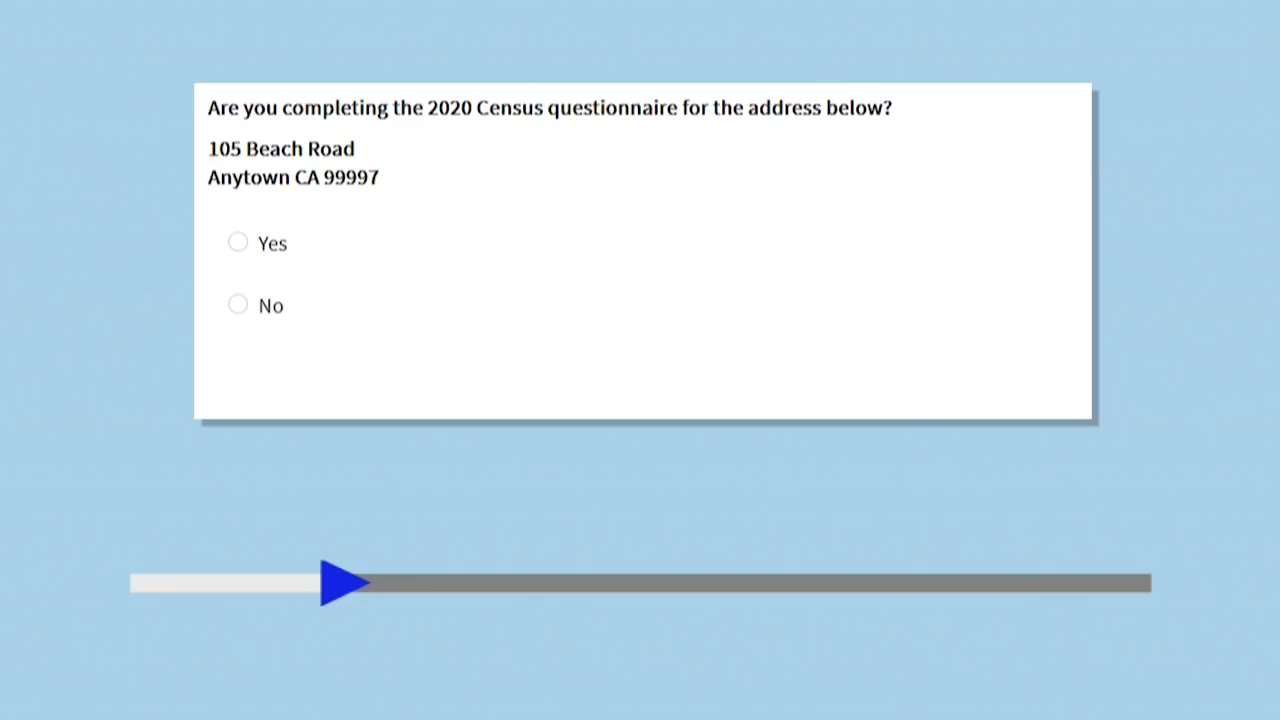 Are you completing the 2020 Census questionnaire for the address below?
105 Beach Road
Anytown CA 99997
Yes
No